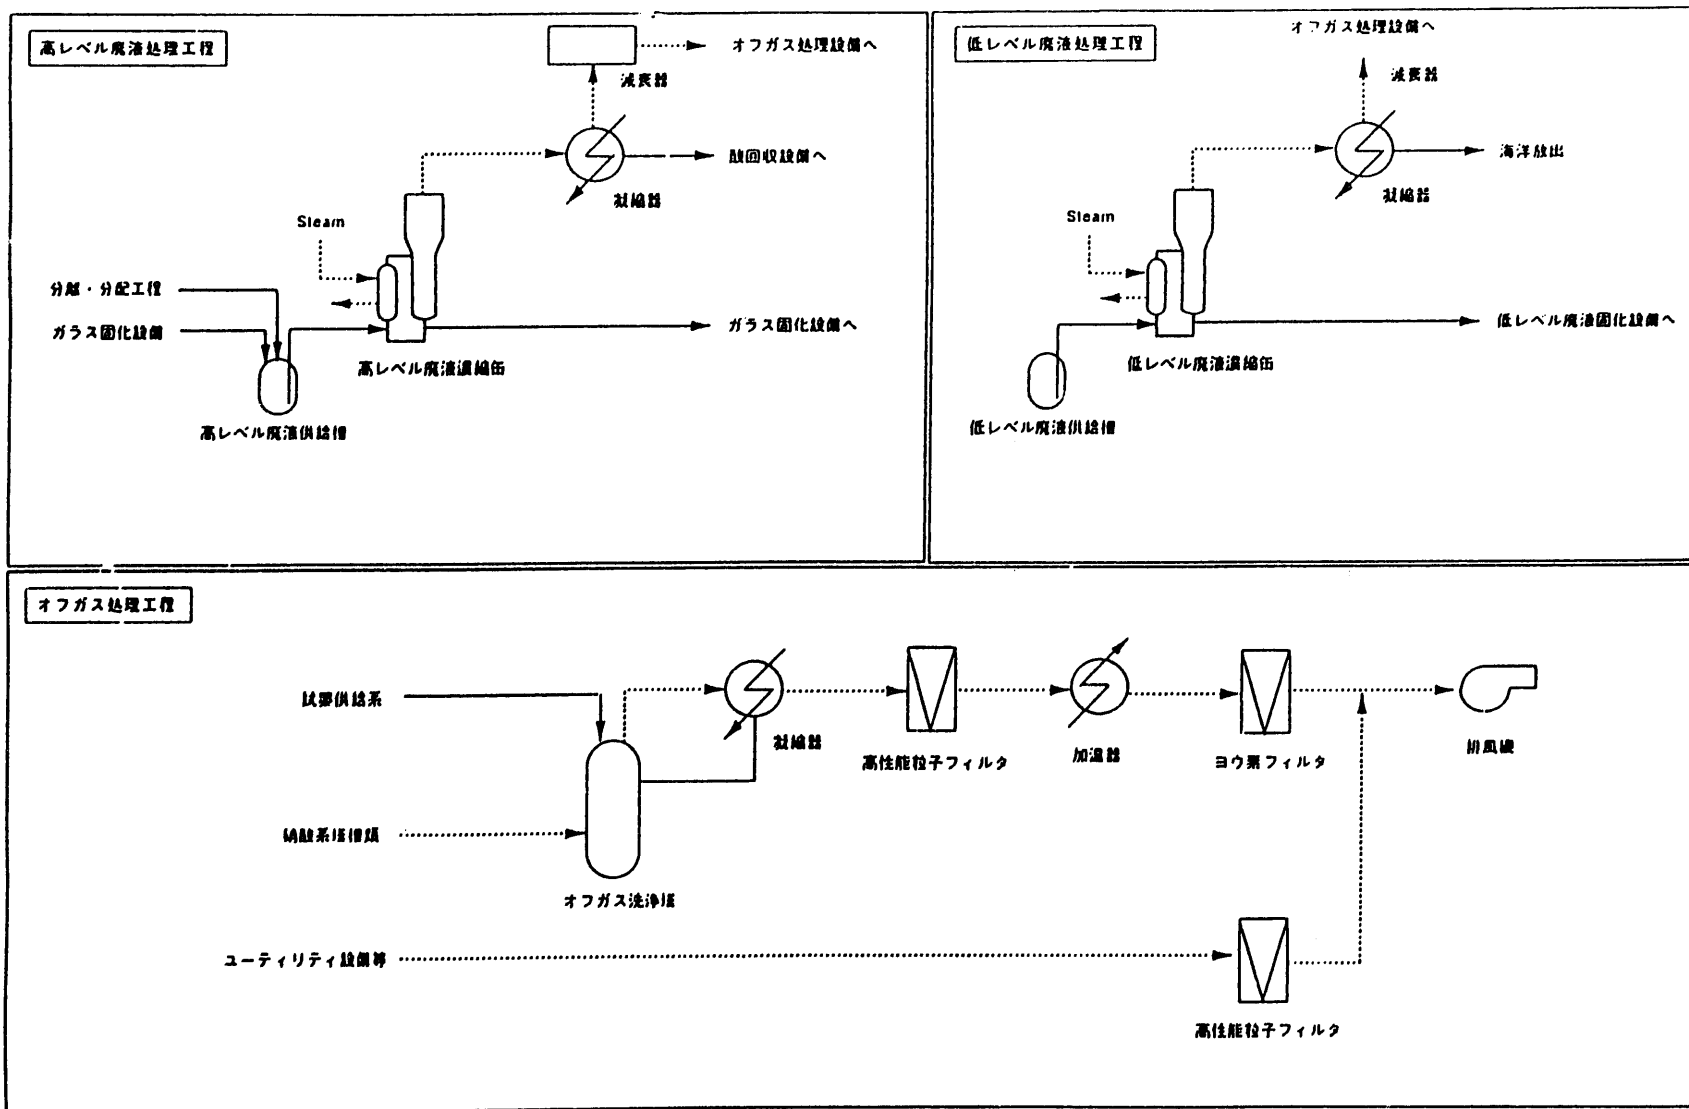 高レベル廃液処理工程
オフガス処理設備へ
減衰器
酸回収設備へ
凝縮器
Steam
分離・分配工程
ガラス固化設備
ガラス固化設備へ
高レベル廃液濃縮缶
高レベル廃液供給槽
低レベル廃液処理工程
オフガス処理設備へ
減衰器
海洋放出
凝縮器
Steam
低レベル廃液固化設備へ
低レベル廃液濃縮缶
低レベル廃液供給槽
オフガス処理工程
試薬供給系
凝縮器
高性能粒子フィルタ
加温器
ヨウ素フィルタ
排風機
硝酸系塔槽類
オフガス洗浄塔
ユーティリティ設備等
高性能粒子フィルタ